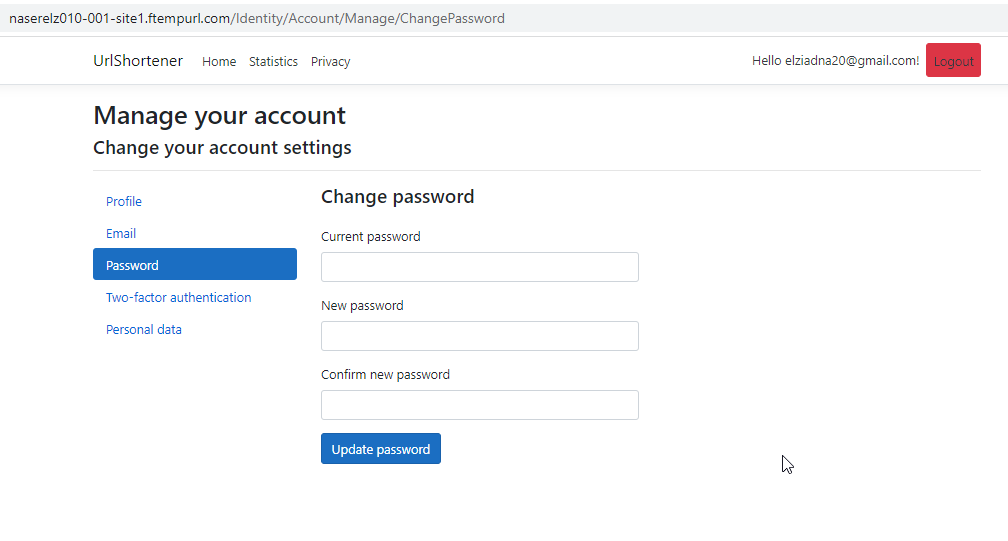 naserelz010-001-site1.ftempurl.com/Identity/Account/Manage/ChangePassword
UrlShortener Home Statistics Privacy Hello elziadna20@gmail.com! Logout
Manage your account
Change your account settings
Profile
Email
Password
Two-factor authentication
Personal data
Change password
Current password
New password
Confirm new password
Update password